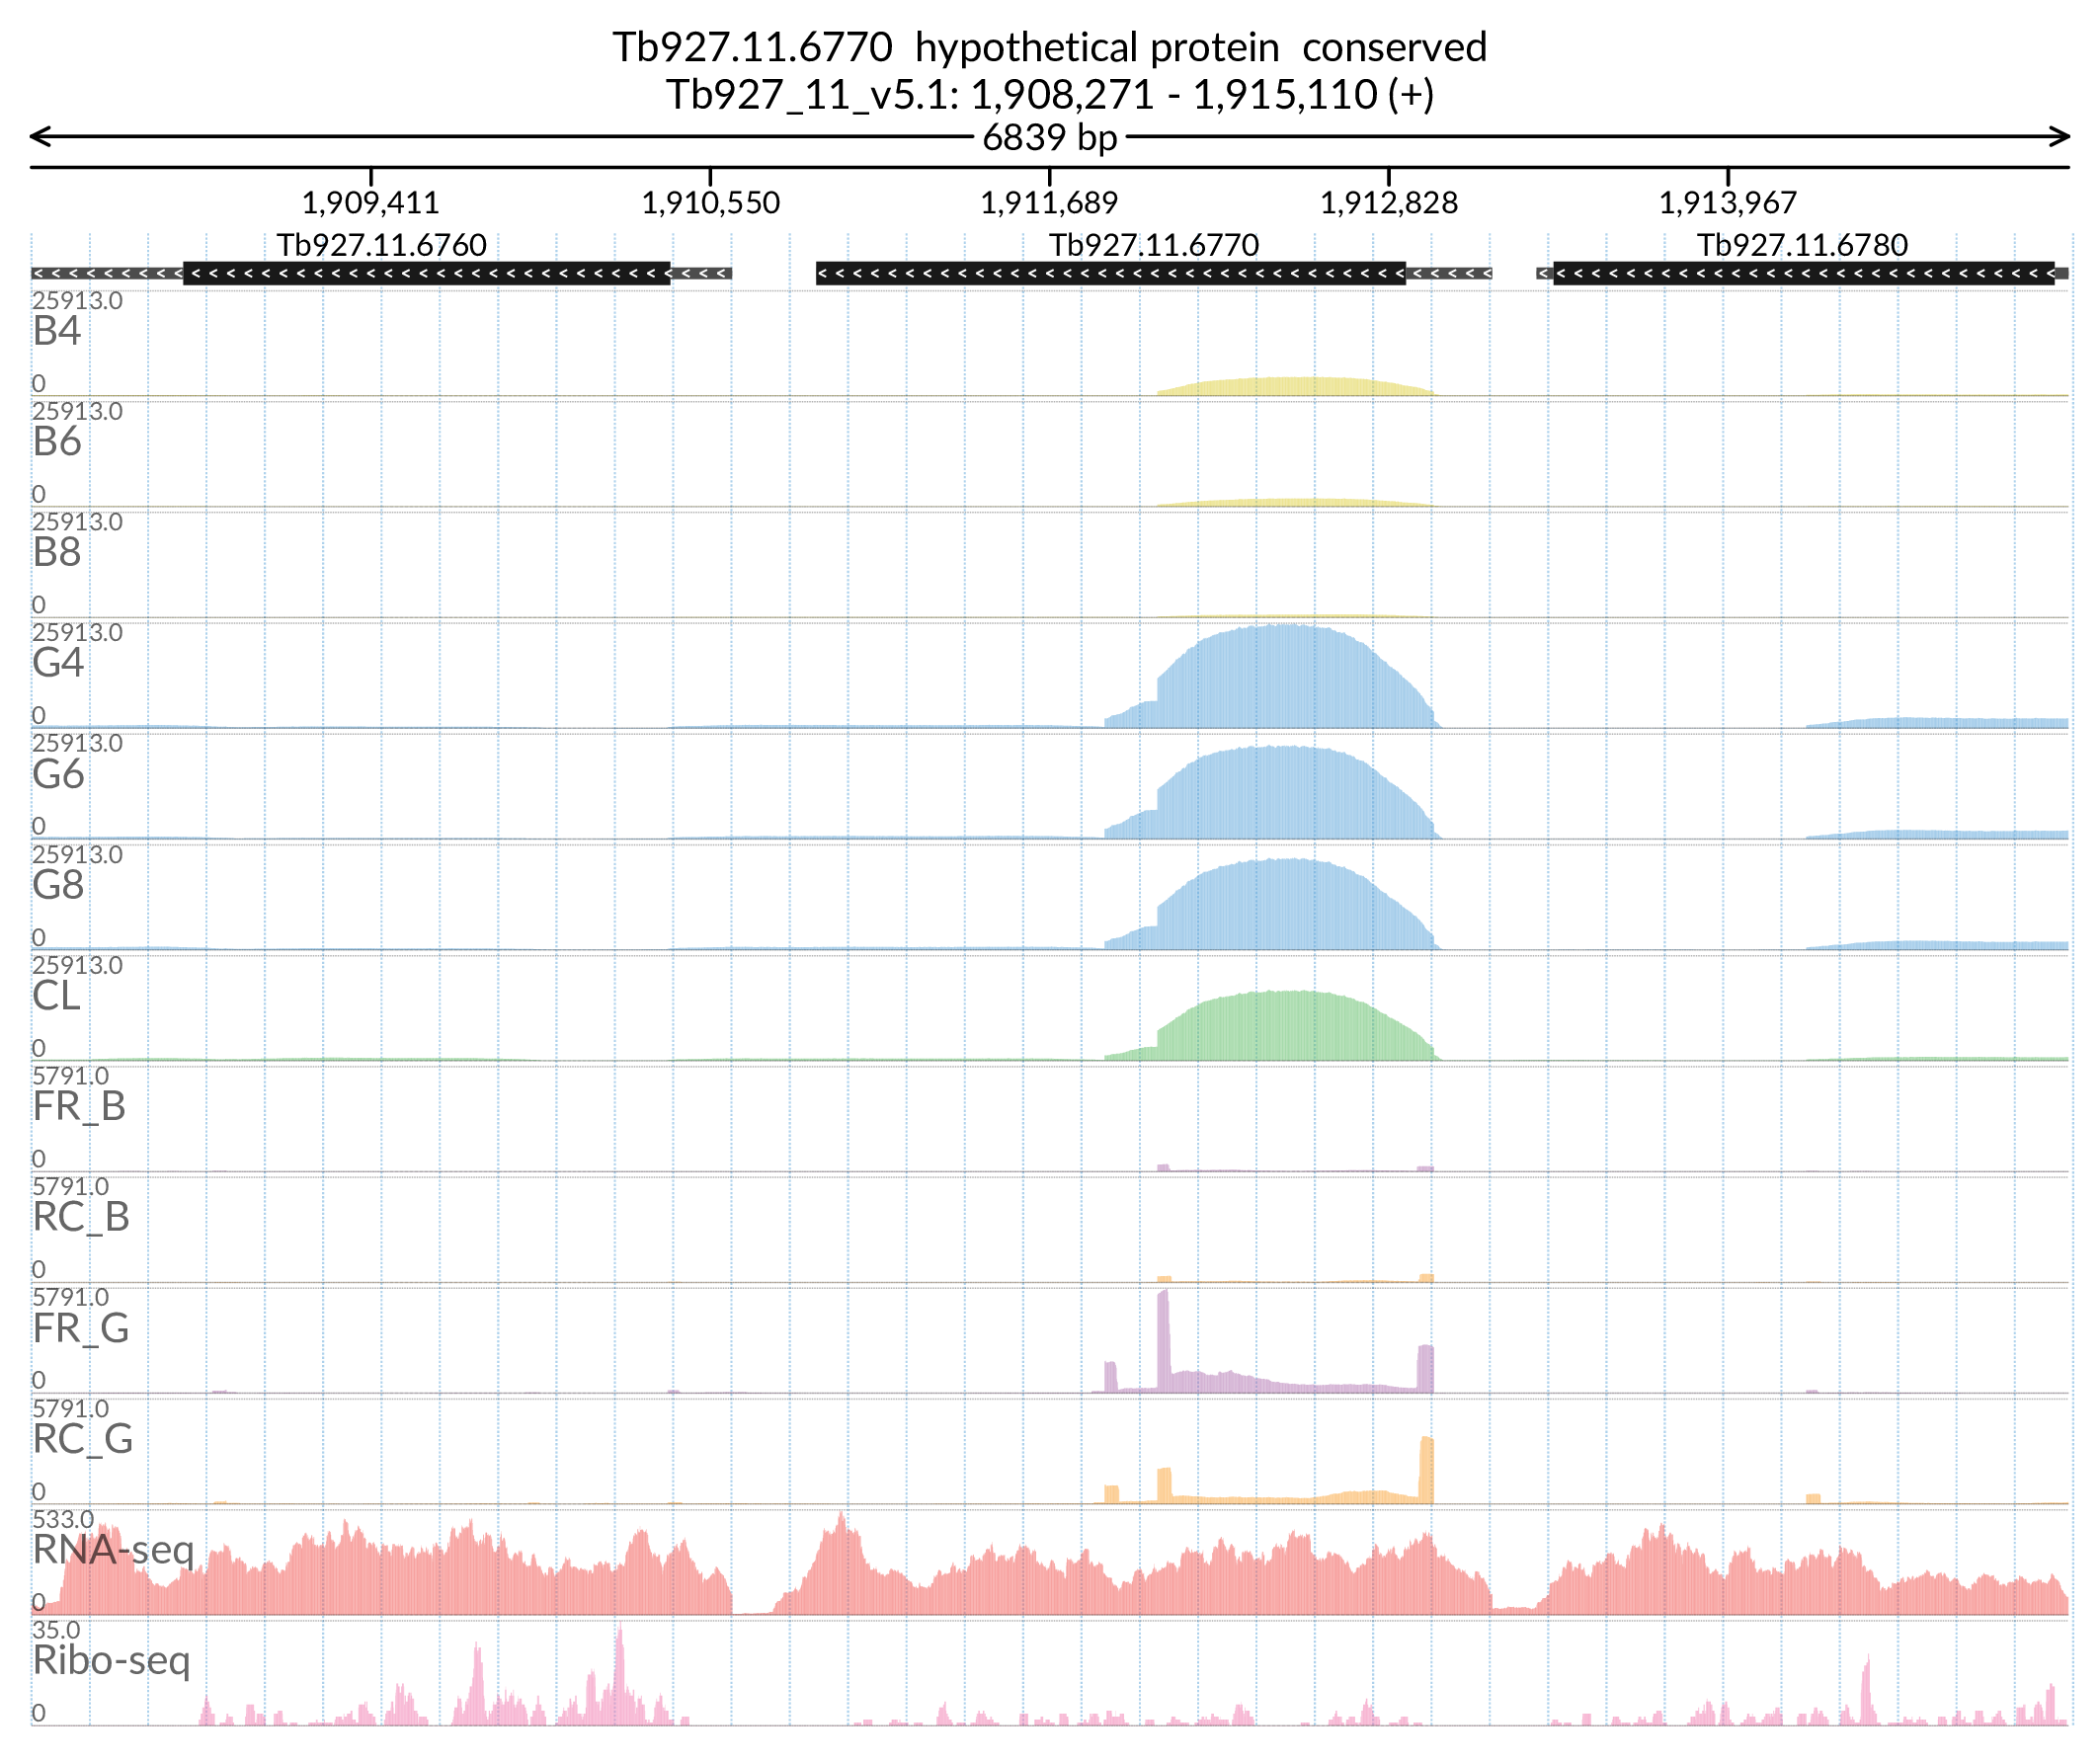 Tb927.11.6770 hypothetical protein conserved
Tb927_11_v5.1: 1,908,271 - 1,915,110 (+)
6839 bp
1,909,411 1,910,550 1,911,689 1,912,828 1,913,967
Tb927.11.6760 Tb927.11.6770 Tb927.11.6780
25913.0
B4
0
25913.0
B6
0
25913.0
B8
0
25913.0
G4
0
25913.0
G6
0
25913.0
G8
0
25913.0
CL
0
5791.0
FR_B
0
5791.0
RC_B
0
5791.0
FR_G
0
5791.0
RC_G
0
533.0
RNA-seq
0
35.0
Ribo-seq
0